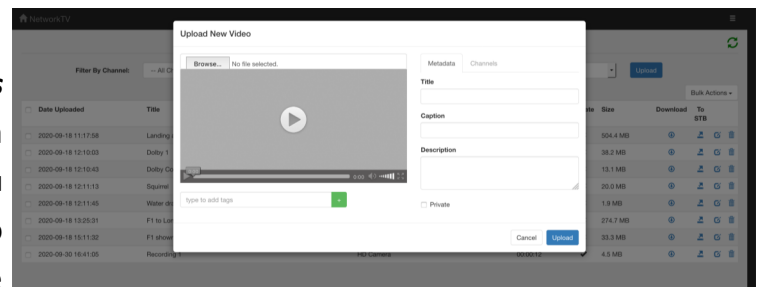 NetworkTV
Upload New Video
Browse... No file selected.
Metadata Channels
Filter By Channel:
Upload
Title
Bulk Actions
Date Uploaded Title Size Download To STB
Caption
Description
0:00
type to add tags
+
Private
Cancel Upload
2020-09-18 11:17:58 Landing 504.4 MB
2020-09-18 12:10:03 Dolby 1 38.2 MB
2020-09-18 12:10:43 Dolby 13.1 MB
2020-09-18 12:11:13 Squirrel 20.0 MB
2020-09-18 12:11:45 Water 1.9 MB
2020-09-18 13:25:31 F1 to 274.7 MB
2020-09-18 15:11:32 F1 33.3 MB
2020-09-30 16:41:05 Recording 1 HD Camera 00:00:12 4.5 MB